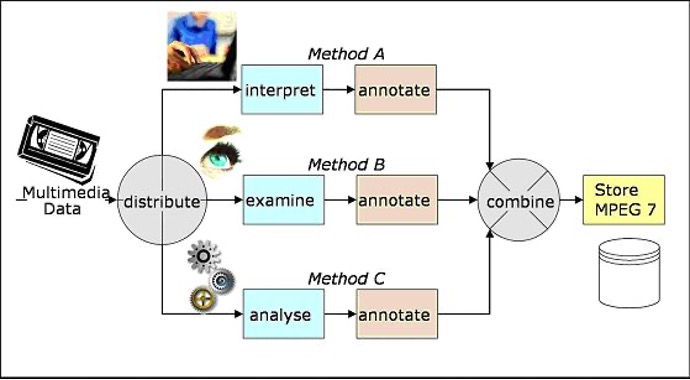 Method A
interpret
annotate
Multimedia
Data
distribute
Method B
examine
annotate
combine
Store
MPEG 7
Method C
analyse
annotate